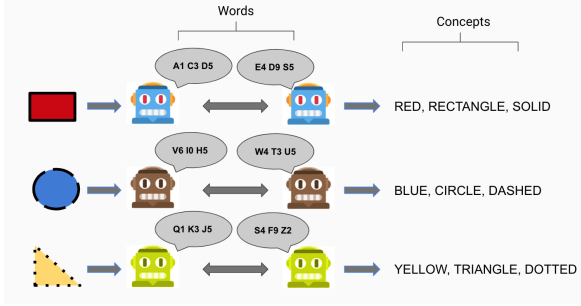 Words
Concepts
A1 C3 D5
E4 D9 S5
RED, RECTANGLE, SOLID
V6 I0 H5
W4 T3 U5
BLUE, CIRCLE, DASHED
Q1 K3 J5
S4 F9 Z2
YELLOW, TRIANGLE, DOTTED